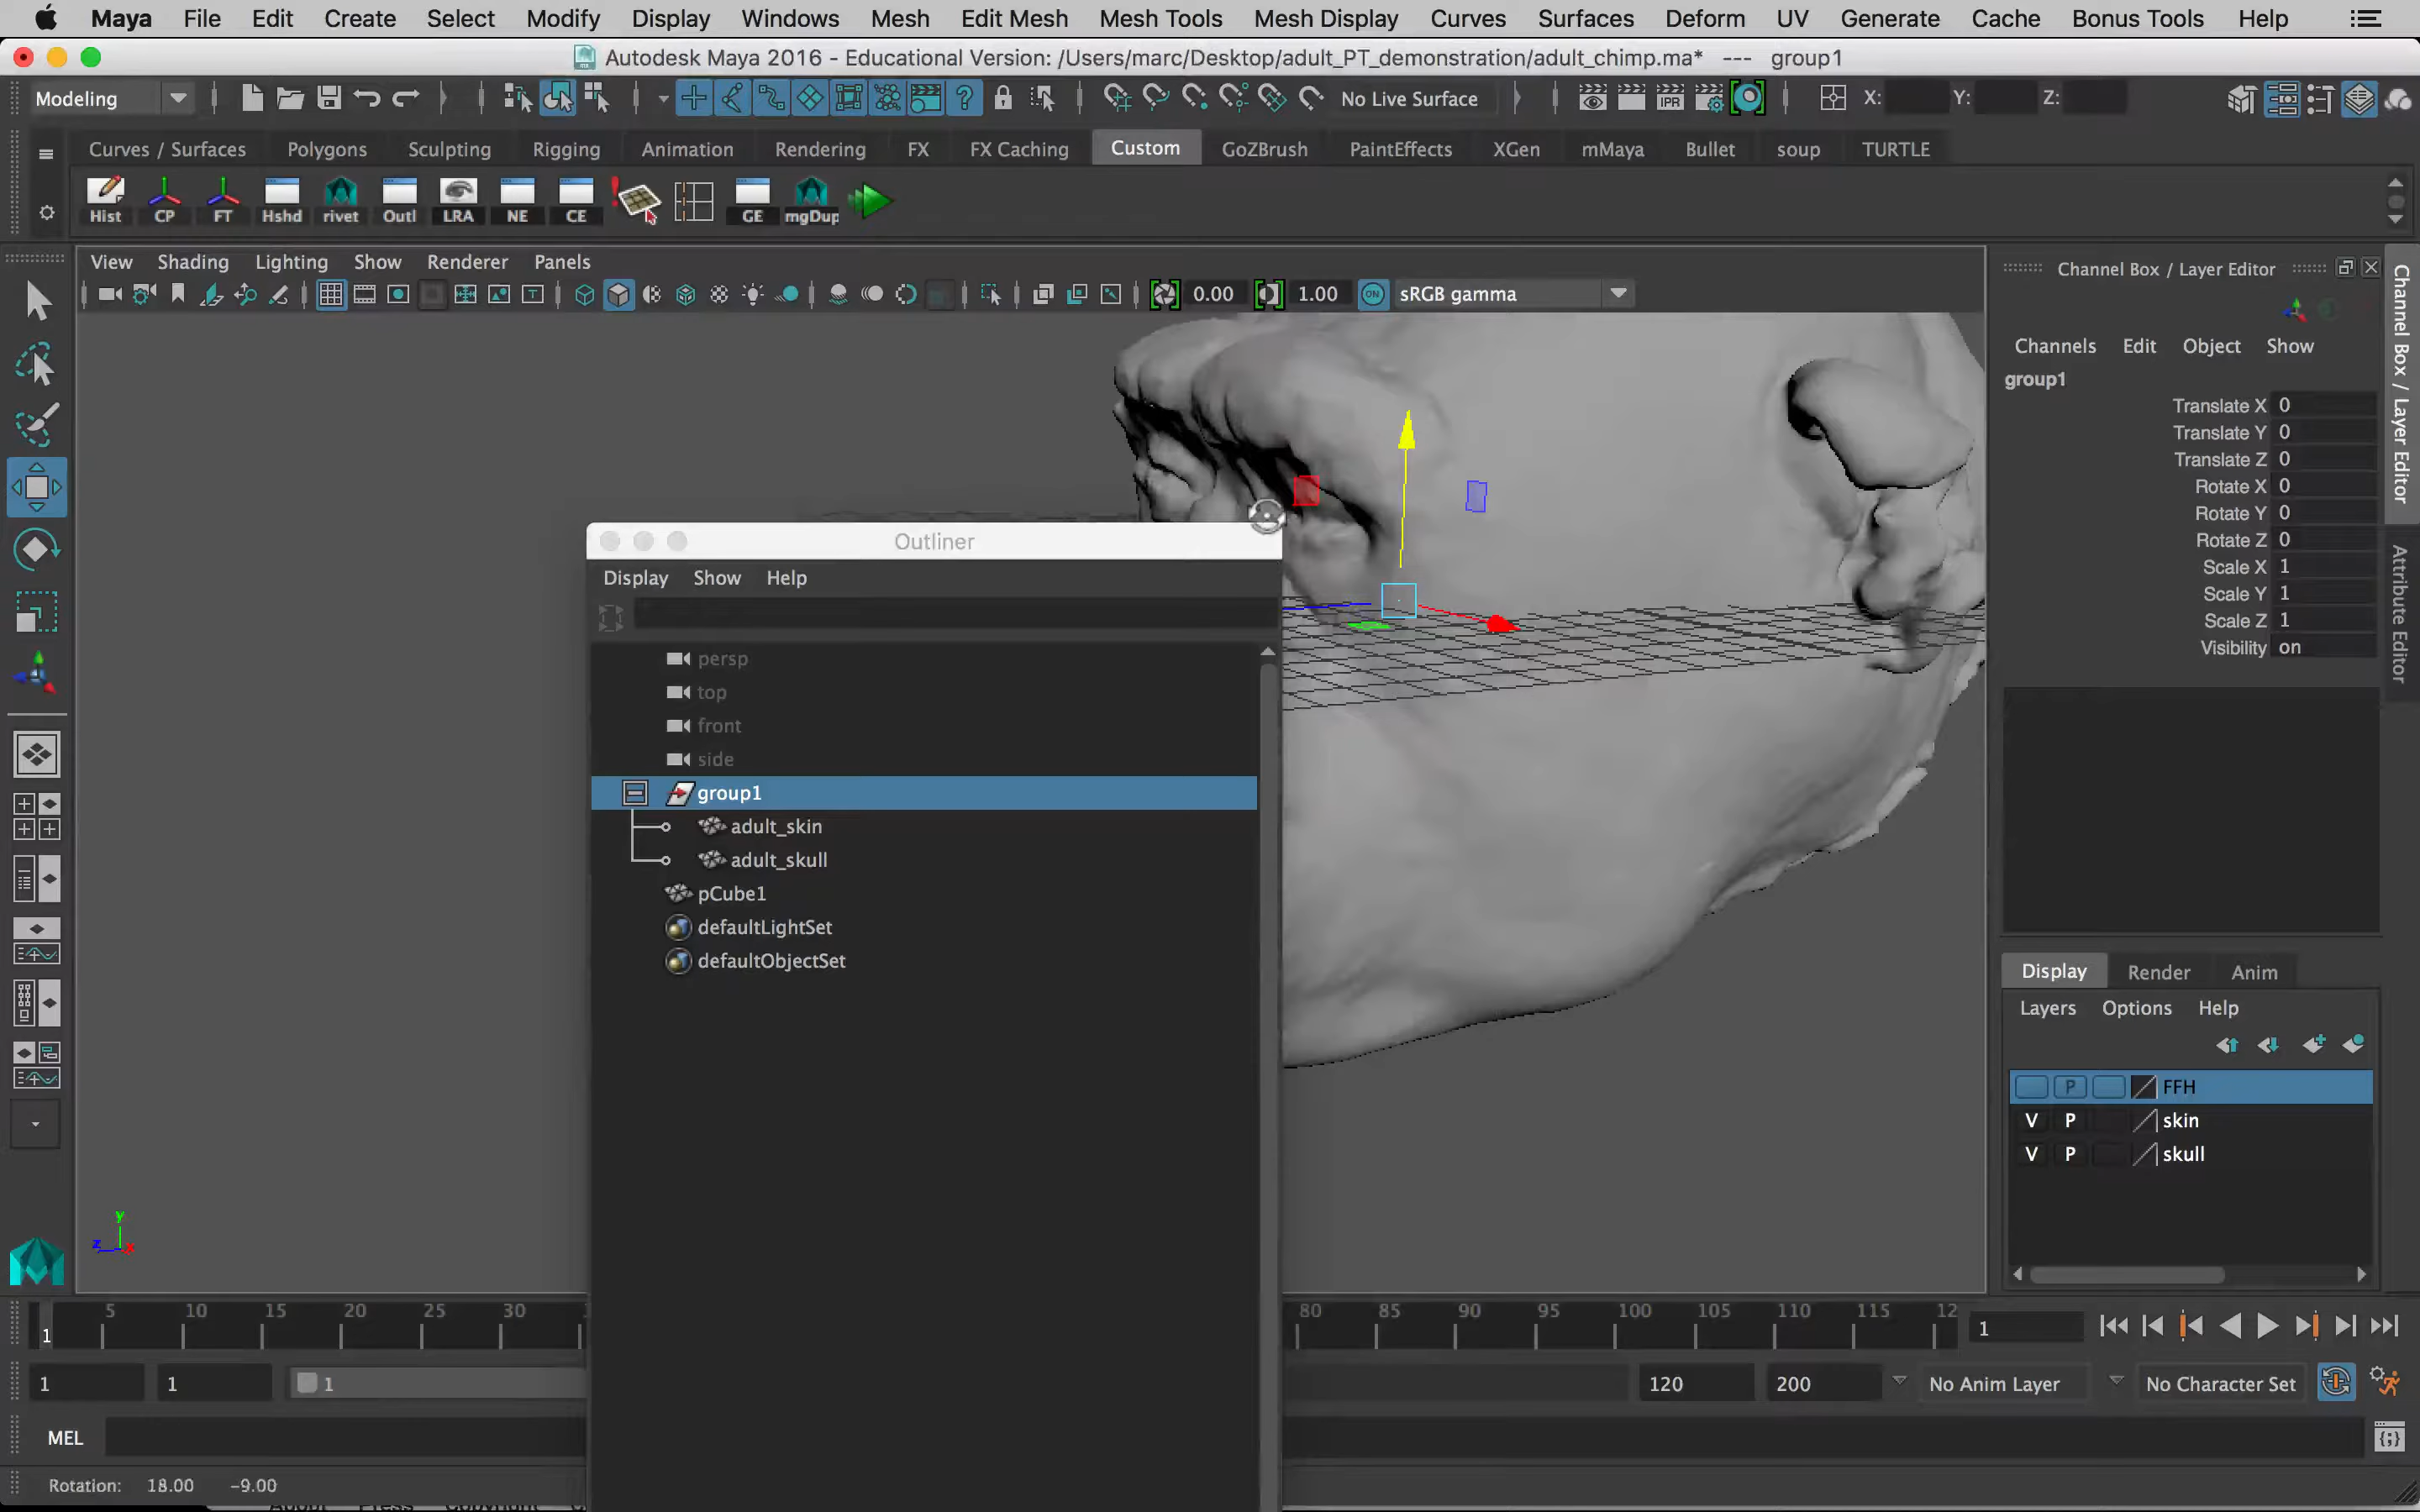 Maya File Edit Create Select Modify Display Windows Mesh Edit Mesh Mesh Tools Mesh Display Curves Surfaces Deform UV Generate Cache Bonus Tools Help
Autodesk Maya 2016 - Educational Version: /Users/marc/Desktop/adult_PT_demonstration/adult_chimp.ma* --- group1
Modeling No Live Surface IPR X: Y: Z:
Curves / Surfaces Polygons Sculpting Rigging Animation Rendering FX FX Caching Custom GoZBrush PaintEffects XGen mMaya Bullet soup TURTLE
Hist CP FT Hshd rivet Outl LRA NE CE GE mgDup
View Shading Lighting Show Renderer Panels
0.00 1.00 ON sRGB gamma
Channel Box / Layer Editor
Channels Edit Object Show
group1
Translate X 0
Translate Y 0
Translate Z 0
Rotate X 0
Rotate Y 0
Rotate Z 0
Scale X 1
Scale Y 1
Scale Z 1
Visibility on
Channel Box / Layer Editor
Attribute Editor
Outliner
Display Show Help
persp
top
front
side
group1
adult_skin
adult_skull
pCube1
defaultLightSet
defaultObjectSet
Display Render Anim
Layers Options Help
P FFH
V P skin
V P skull
y
z x
5 10 15 20 25 30 80 85 90 95 100 105 110 115 12
1 1
1 1 1 120 200 No Anim Layer No Character Set
MEL
Rotation: 18.00 -9.00